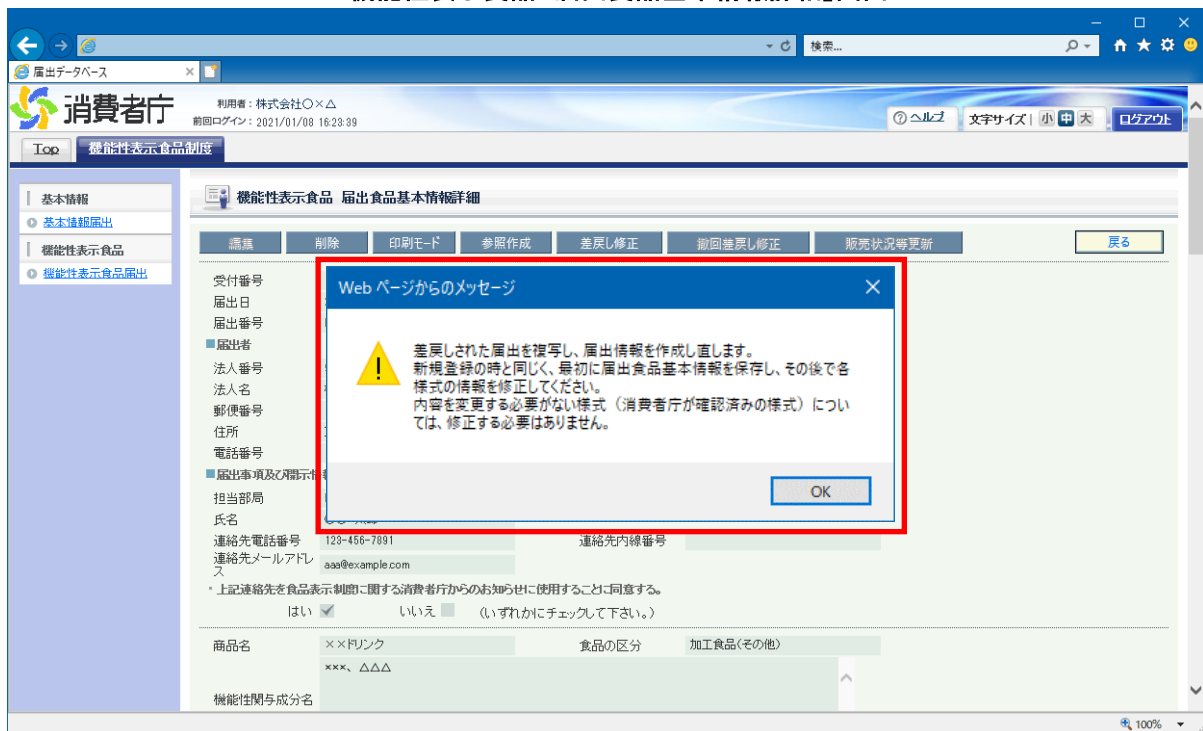 検索...
届出データベース
消費者庁
利用者：株式会社○×△
前回ログイン：2021/01/08 16:23:39
ヘルプ
文字サイズ| 小 中 大
ログアウト
Top
機能性表示食品制度
基本情報
基本情報届出
機能性表示食品
機能性表示食品届出
機能性表示食品 届出食品基本情報詳細
編集 削除 印刷モード 参照作成 差戻し修正 撤回差戻し修正 販売状況等更新 戻る
受付番号
届出日
届出番号
■届出者
法人番号
法人名
郵便番号
住所
電話番号
■届出事項及び開示情
担当部局
氏名
Web ページからのメッセージ
差戻しされた届出を複写し、届出情報を作成し直します。
新規登録の時と同じく、最初に届出食品基本情報を保存し、その後で各
様式の情報を修正してください。
内容を変更する必要がない様式（消費者庁が確認済みの様式）につい
ては、修正する必要はありません。
OK
連絡先電話番号 123-456-7891 連絡先内線番号
連絡先メールアドレ
ス aaa@example.com
・上記連絡先を食品表示制度に関する消費者庁からのお知らせに使用することに同意する。
はい いいえ （いずれかにチェックして下さい。）
商品名 ××ドリンク 食品の区分 加工食品(その他)
×××、△△△
機能性関与成分名
100%